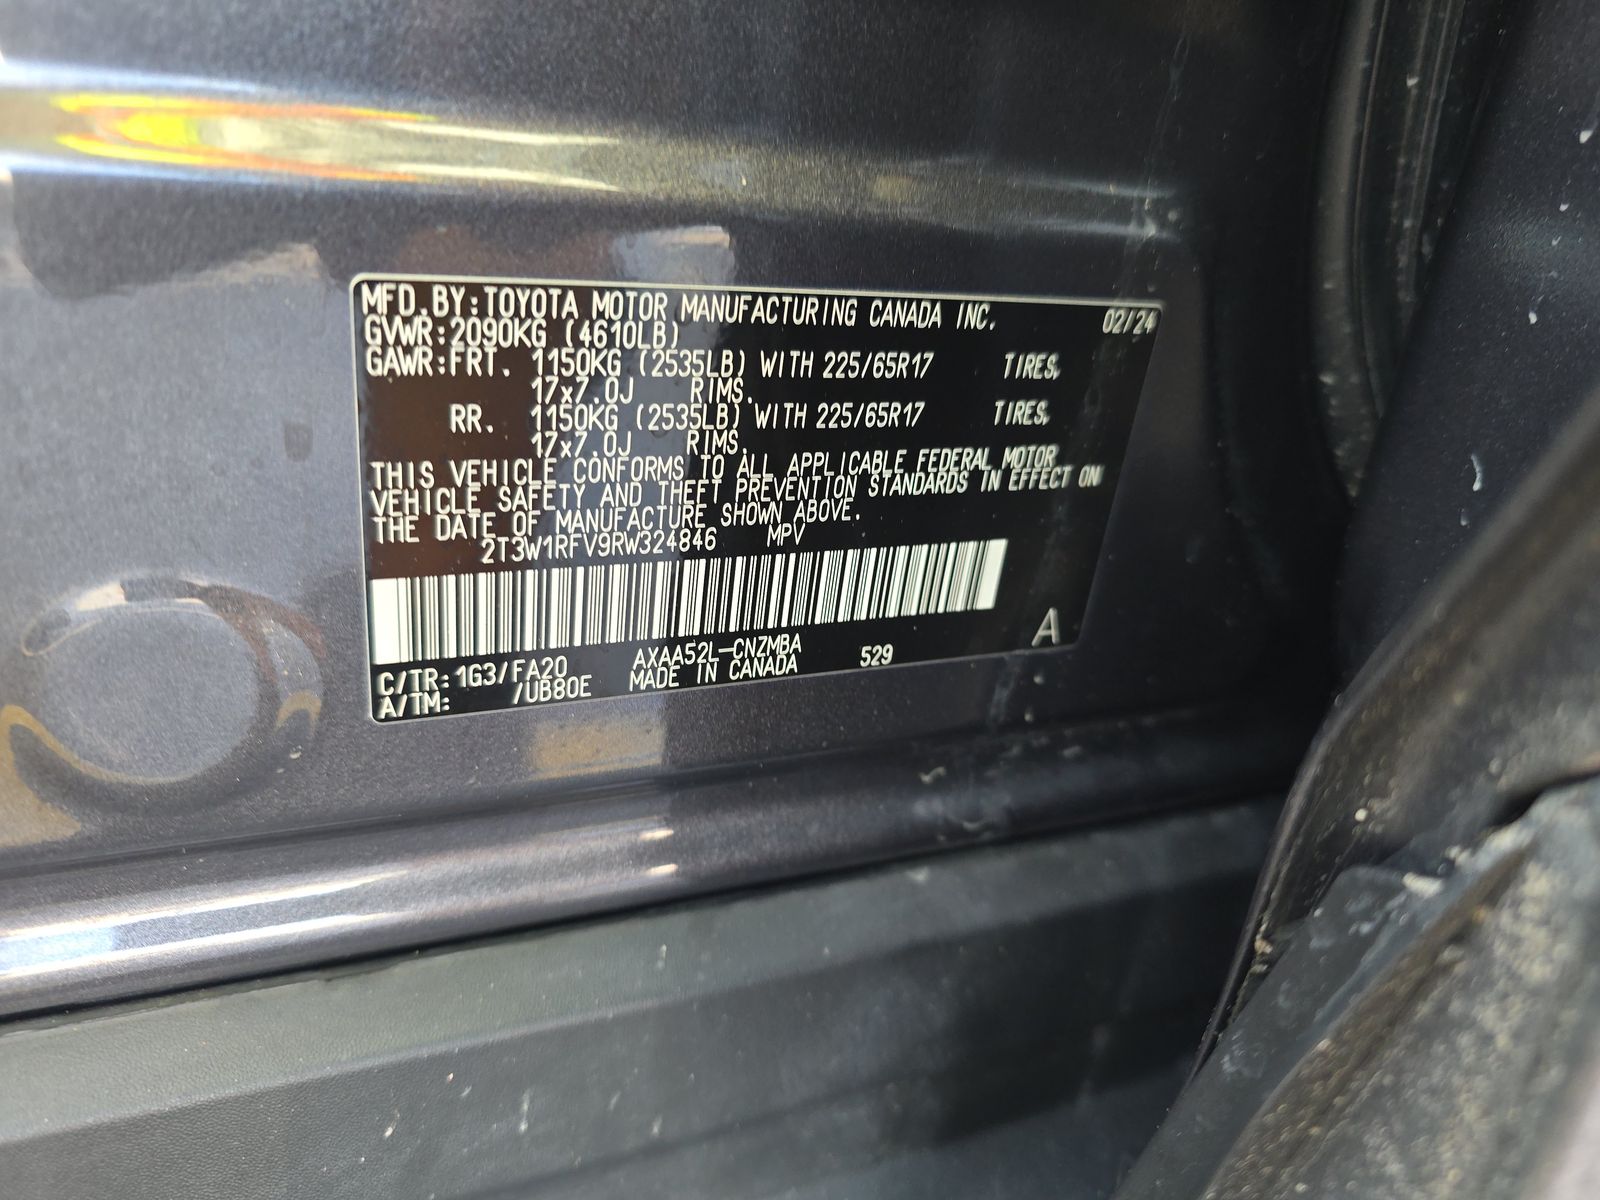 MFD.BY:TOYOTA MOTOR MANUFACTURING CANADA INC. 02/24
GVWR:2090KG (4610LB)
GAWR:FRT. 1150KG (2535LB) WITH 225/65R17 TIRES,
17x7.0J RIMS.
RR. 1150KG (2535LB) WITH 225/65R17 TIRES,
17x7.0J RIMS.
THIS VEHICLE CONFORMS TO ALL APPLICABLE FEDERAL MOTOR
VEHICLE SAFETY AND THEFT PREVENTION STANDARDS IN EFFECT ON
THE DATE OF MANUFACTURE SHOWN ABOVE.
2T3W1RFV9RW324846 MPV
A
C/TR:1G3/FA20 AXAA52L-CNZMBA 529
A/TM: /UB80E MADE IN CANADA